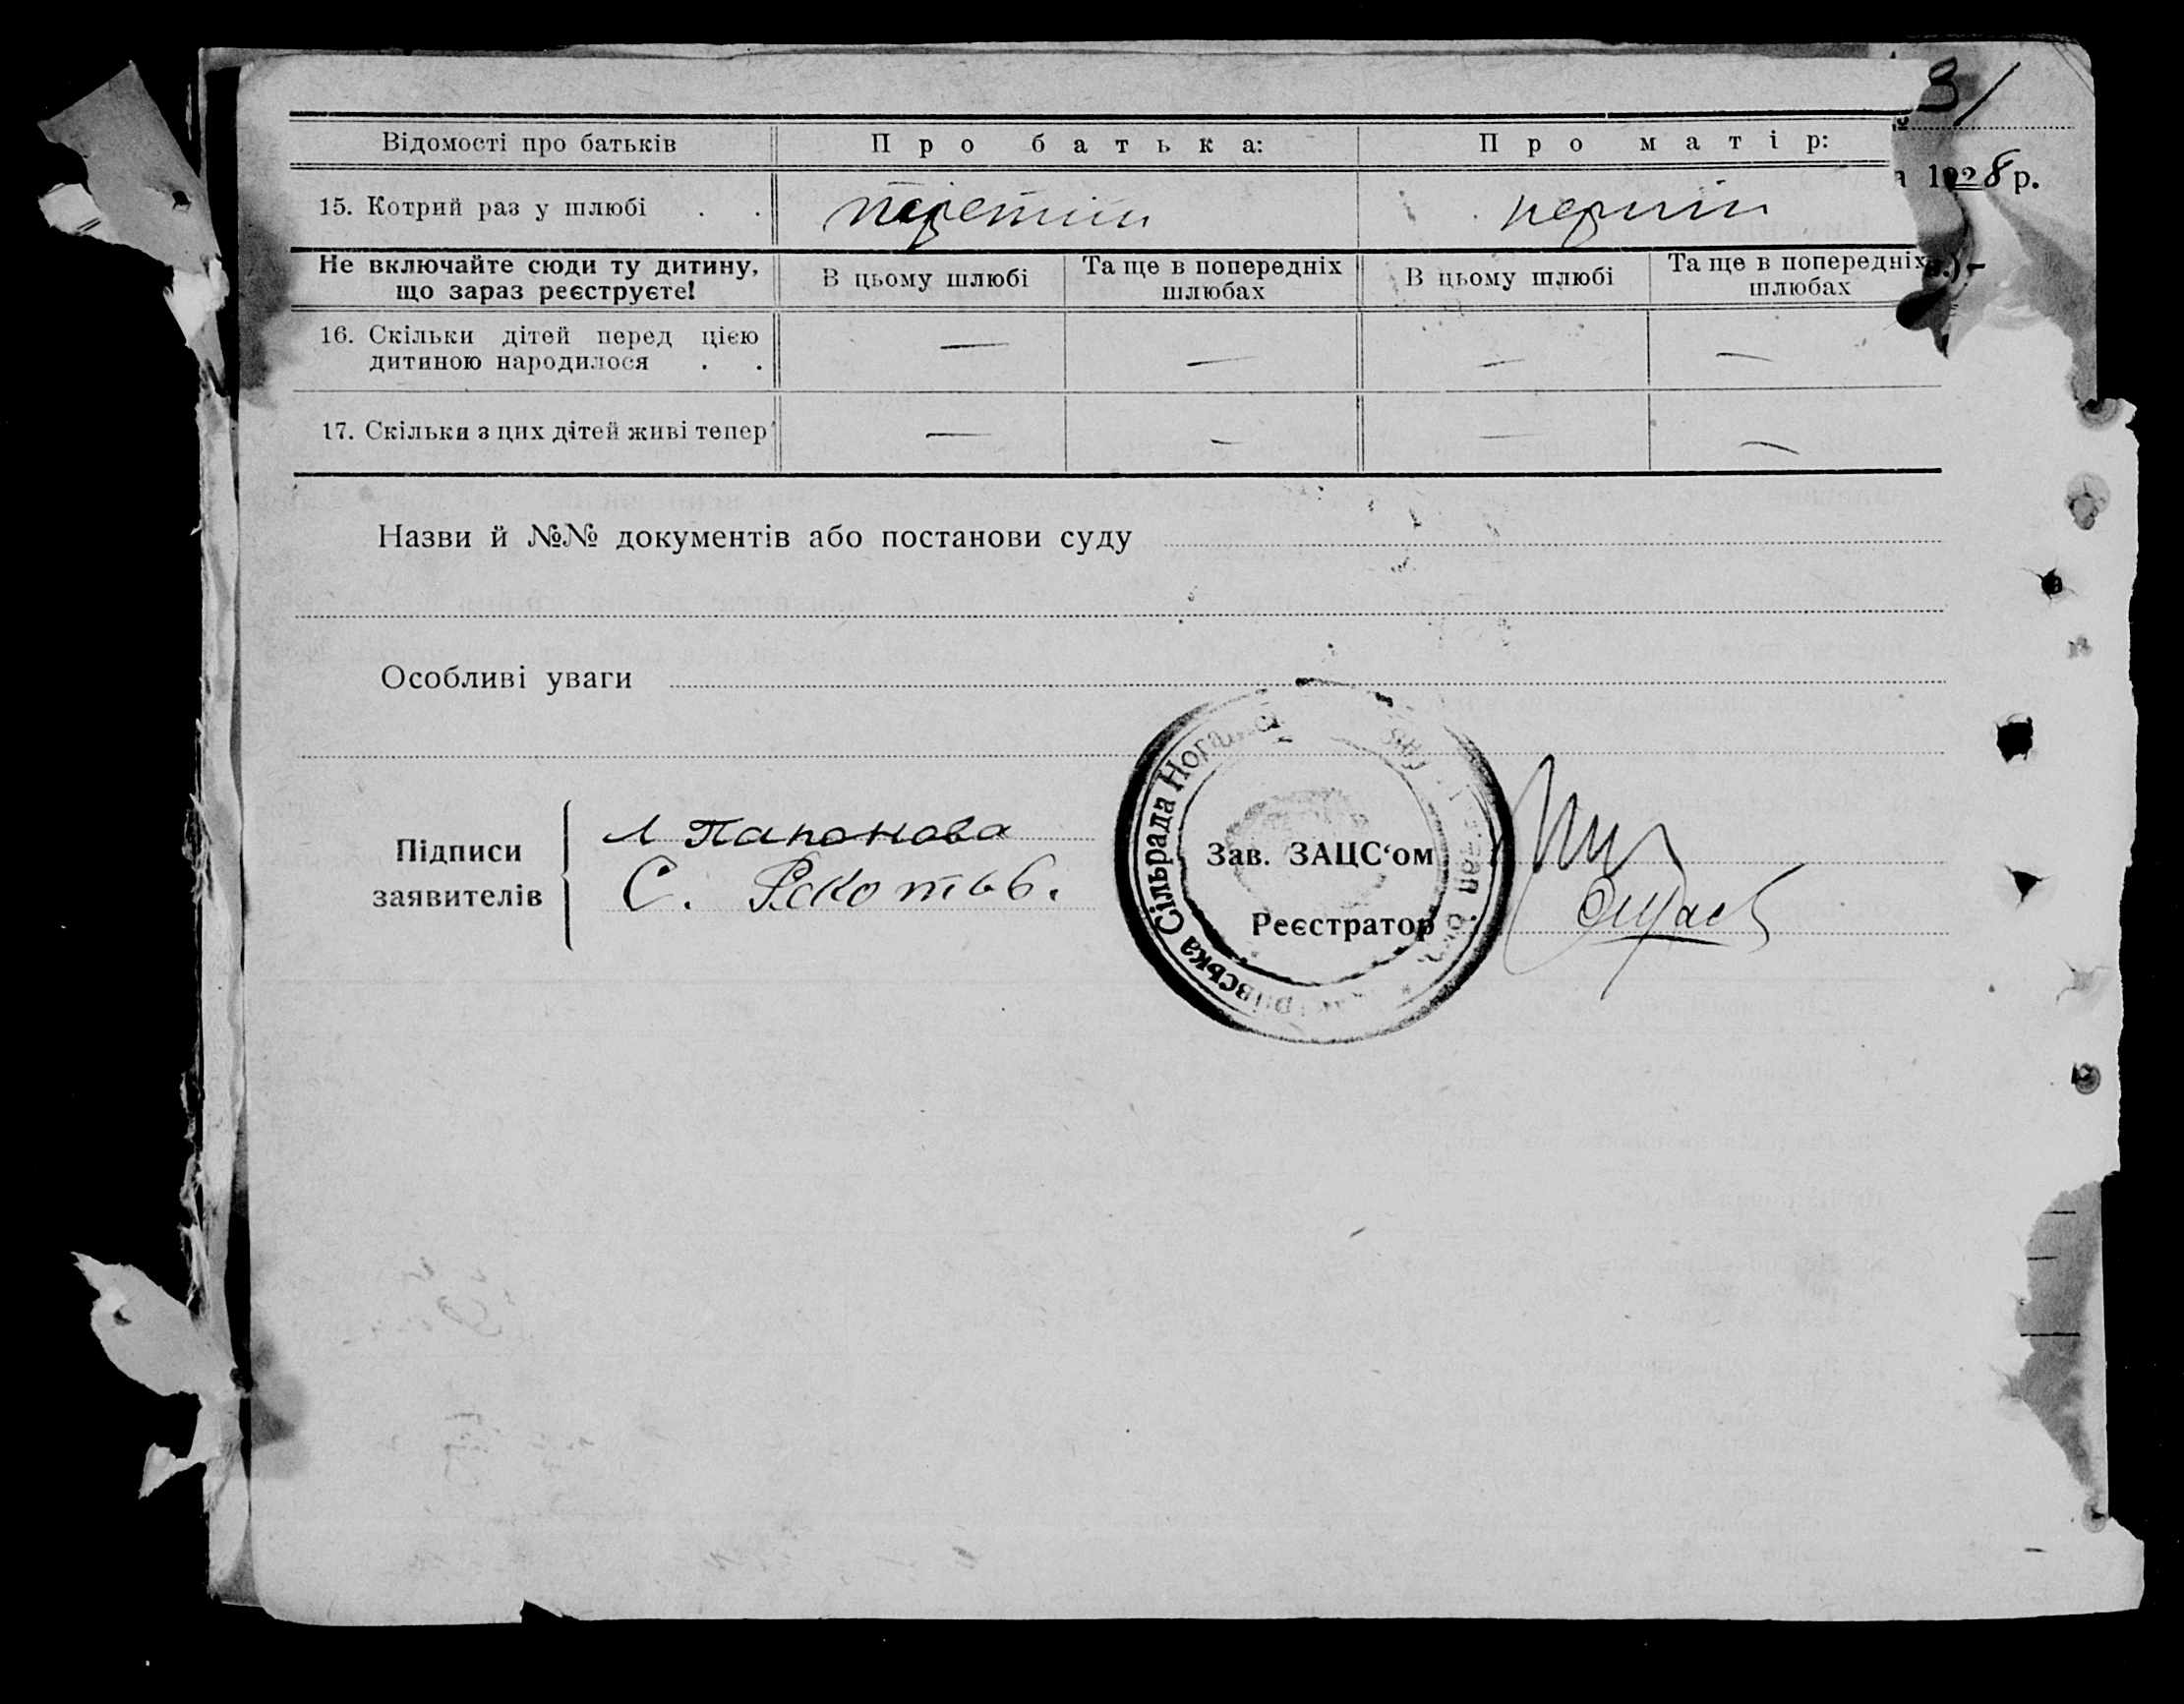 3/
1928 р.
Відомості про батьків Про батька: Про матір:
15. Котрий раз у шлюбі . . перший
Не включайте сюди ту дитину, що зараз реєструєте! В цьому шлюбі Та ще в попередніх шлюбах В цьому шлюбі Та ще в попередніх шлюбах
16. Скільки дітей перед цією
дитиною народилося . . — — — —
17. Скільки з цих дітей живі тепер — — — —
Назви й №№ документів або постанови суду
Особливі уваги
Підписи
заявителів
Л Папонова
С.
Сільрада
Зав. ЗАЦС‘ом
Реєстратор